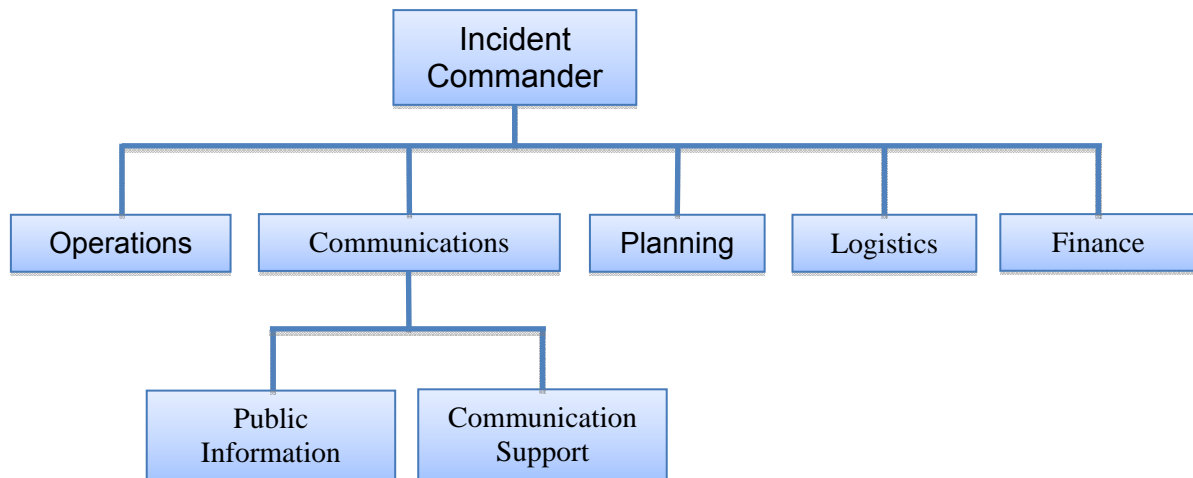 Incident
Commander
Operations
Communications
Planning
Logistics
Finance
Public
Information
Communication
Support